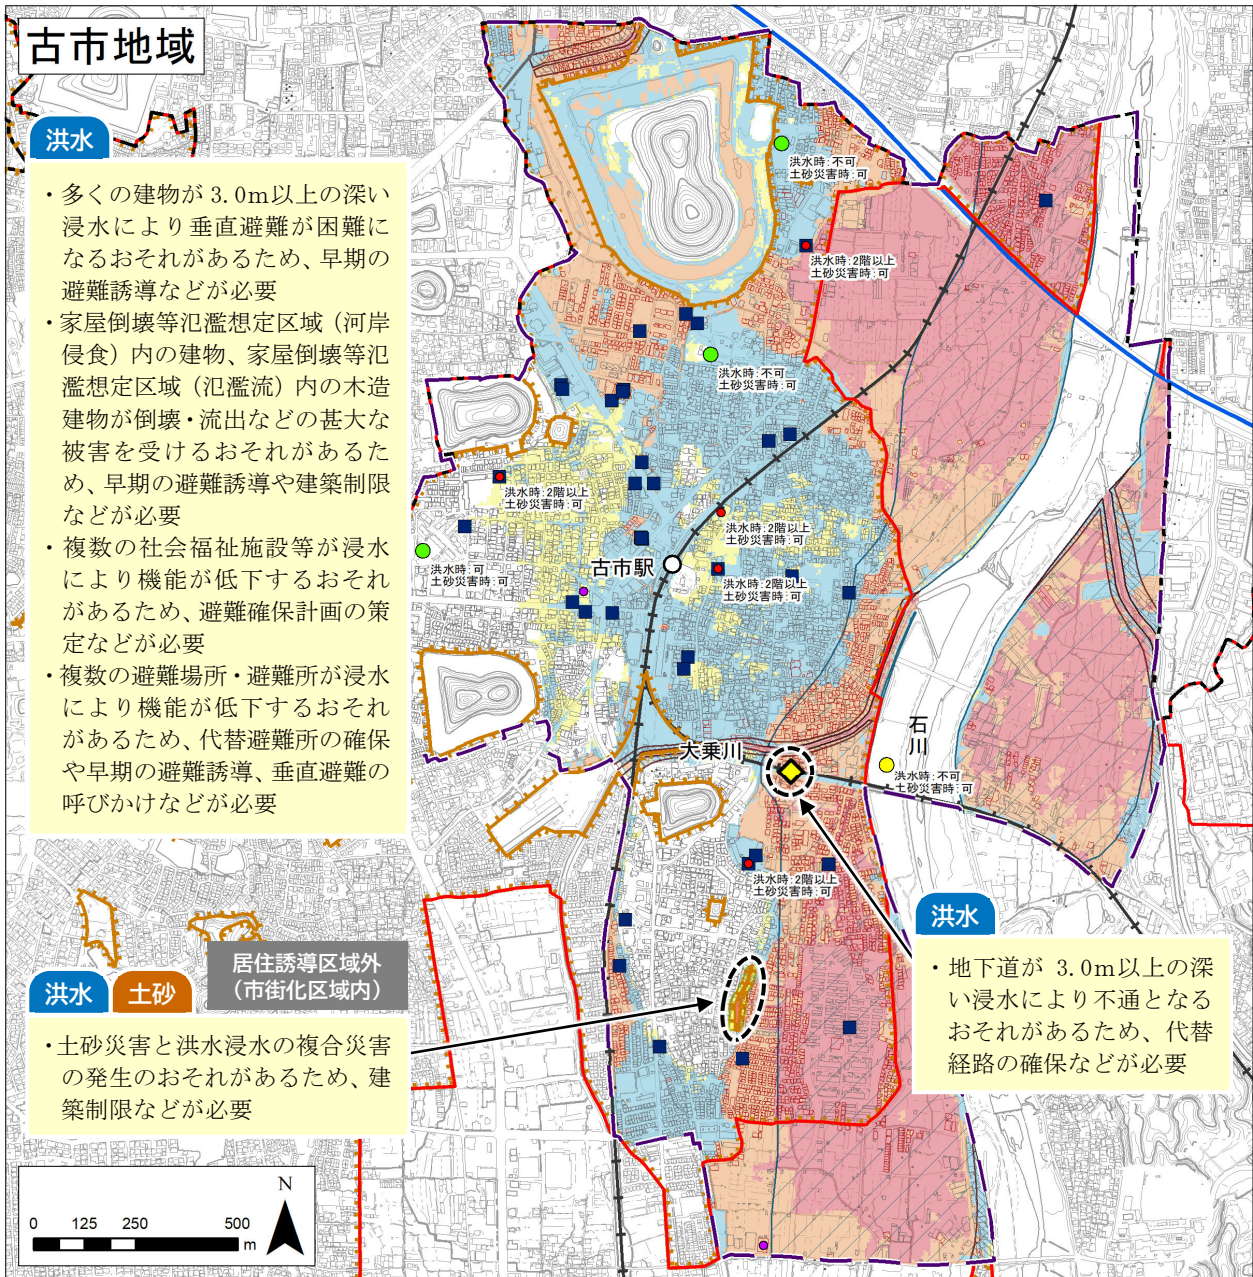 古市地域
洪水
・多くの建物が 3.0m以上の深い
浸水により垂直避難が困難に
なるおそれがあるため、早期の
避難誘導などが必要
・家屋倒壊等氾濫想定区域（河岸
侵食）内の建物、家屋倒壊等氾
濫想定区域（氾濫流）内の木造
建物が倒壊・流出などの甚大な
被害を受けるおそれがあるた
め、早期の避難誘導や建築制限
などが必要
・複数の社会福祉施設等が浸水
により機能が低下するおそれ
があるため、避難確保計画の策
定などが必要
・複数の避難場所・避難所が浸水
により機能が低下するおそれ
があるため、代替避難所の確保
や早期の避難誘導、垂直避難の
呼びかけなどが必要
洪水時：不可
土砂災害時：可
洪水時：2階以上
土砂災害時：可
洪水時：不可
土砂災害時：可
洪水時：2階以上
土砂災害時：可
洪水時：2階以上
土砂災害時：可
洪水時：可
土砂災害時：可
古市駅
洪水時：2階以上
土砂災害時：可
石川
大乗川
洪水時：不可
土砂災害時：可
洪水時：2階以上
土砂災害時：可
洪水
・地下道が 3.0m以上の深
い浸水により不通となる
おそれがあるため、代替
経路の確保などが必要
洪水
土砂
居住誘導区域外
（市街化区域内）
・土砂災害と洪水浸水の複合災害
の発生のおそれがあるため、建
築制限などが必要
N
0 125 250 500
m